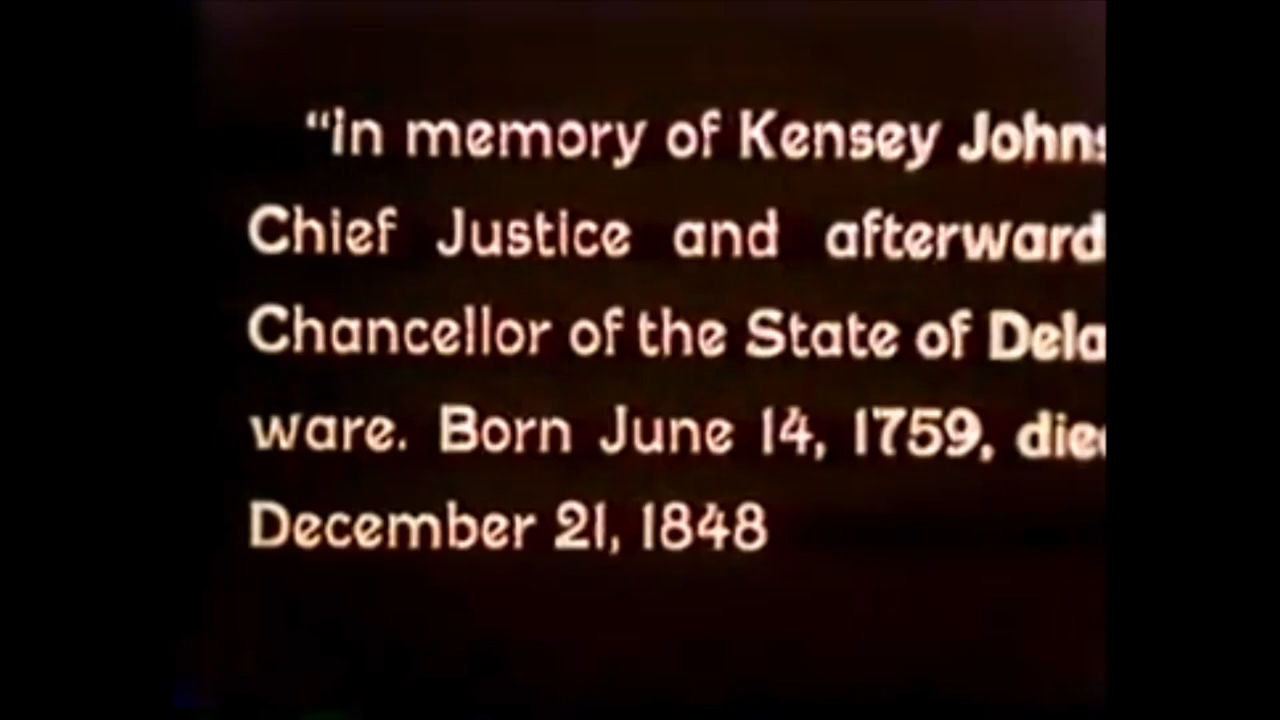 “In memory of Kensey Johns
Chief Justice and afterward
Chancellor of the State of Dela
ware. Born June 14, 1759, died
December 21, 1848